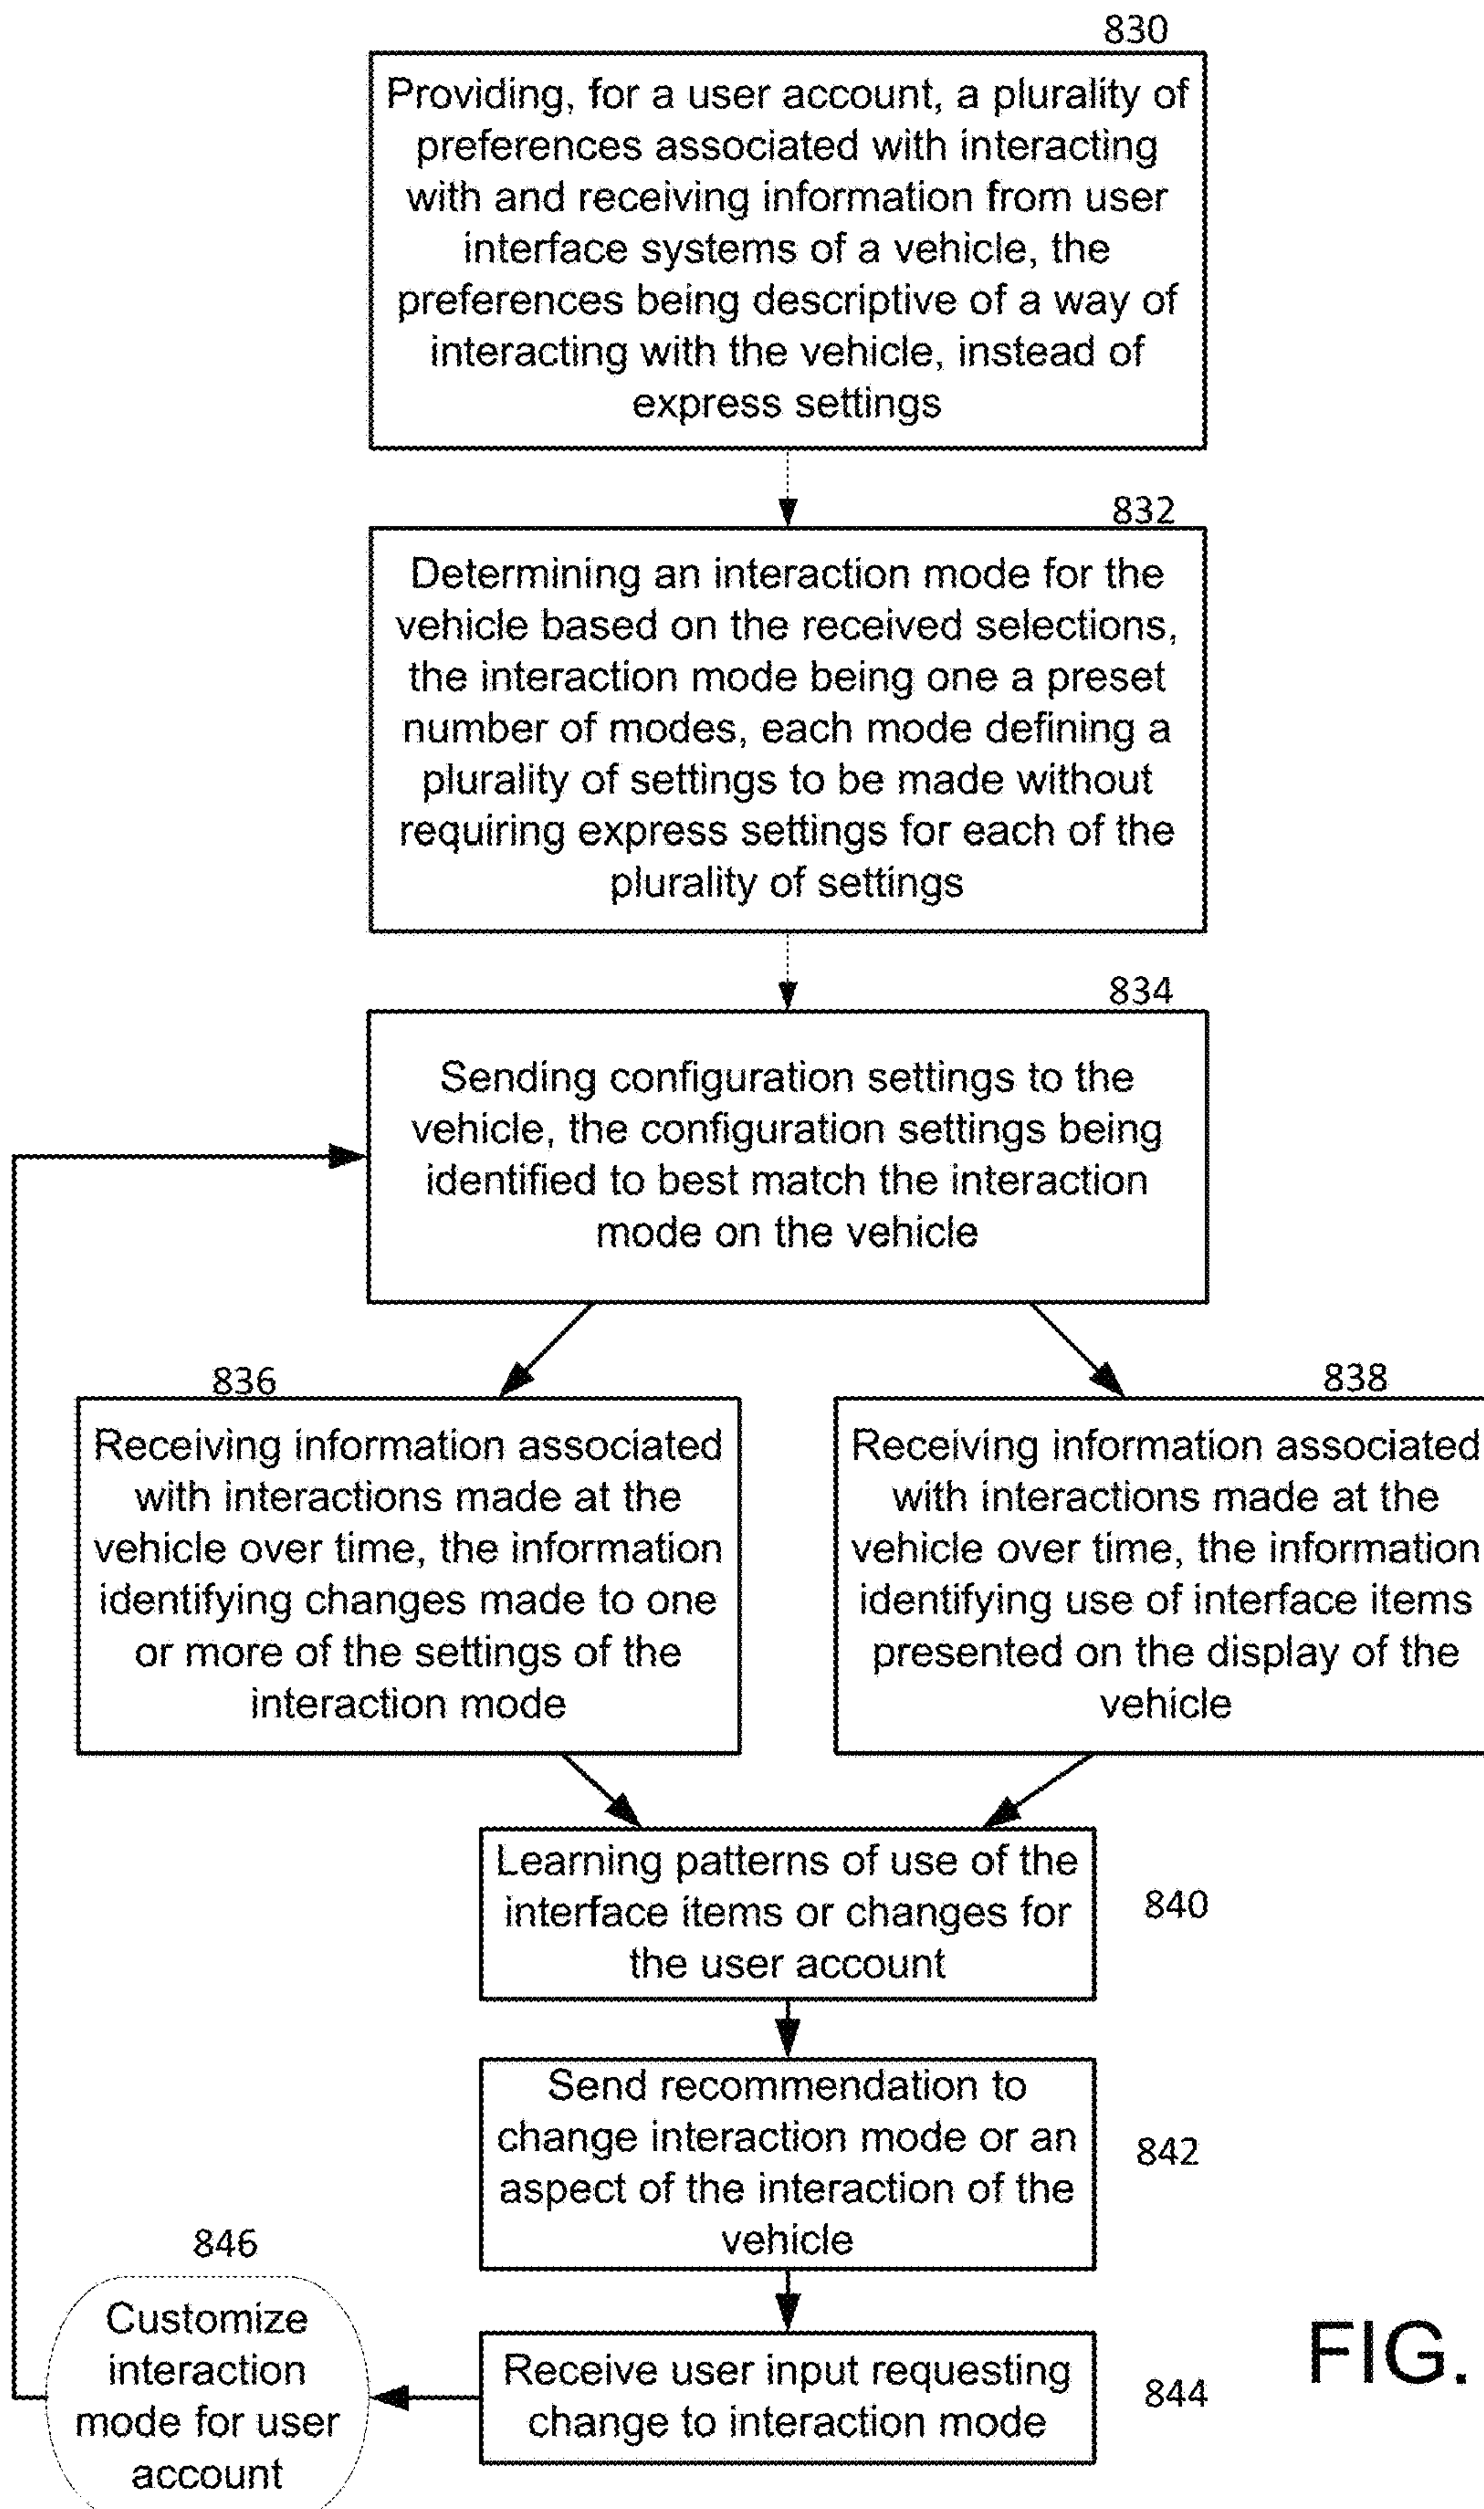 830
Providing, for a user account, a plurality of
preferences associated with interacting
with and receiving information from user
interface systems of a vehicle, the
preferences being descriptive of a way of
interacting with the vehicle, instead of
express settings
832
Determining an interaction mode for the
vehicle based on the received selections,
the interaction mode being one a preset
number of modes, each mode defining a
plurality of settings to be made without
requiring express settings for each of the
plurality of settings
834
Sending configuration settings to the
vehicle, the configuration settings being
identified to best match the interaction
mode on the vehicle
836
Receiving information associated
with interactions made at the
vehicle over time, the information
identifying changes made to one
or more of the settings of the
interaction mode
838
Receiving information associated
with interactions made at the
vehicle over time, the information
identifying use of interface items
presented on the display of the
vehicle
Learning patterns of use of the
interface items or changes for
the user account
840
Send recommendation to
change interaction mode or an
aspect of the interaction of the
vehicle
842
Receive user input requesting
change to interaction mode
844
846
Customize
interaction
mode for user
account
FIG.